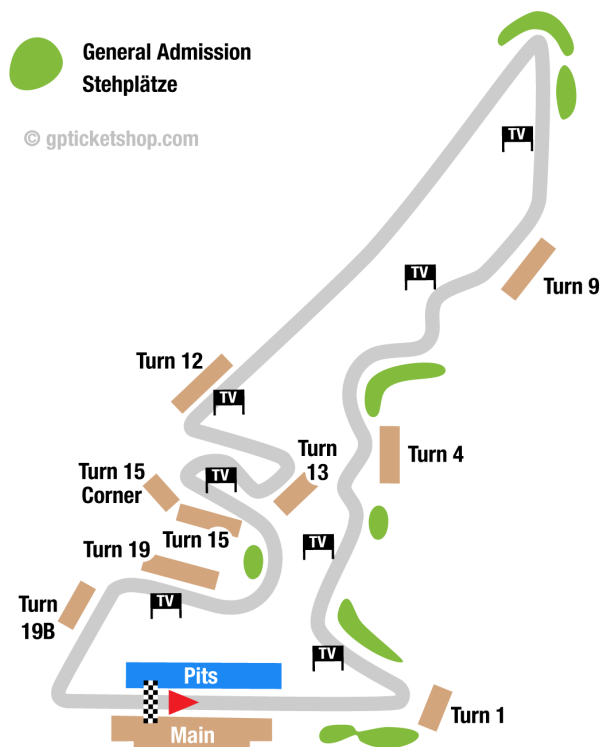 General Admission
Stehplätze
© gpticketshop.com
TV
TV
Turn 9
Turn 12
TV
Turn 4
Turn
13
Turn 15
Corner
TV
Turn 15
Turn 19
TV
Turn
19B
TV
TV
Pits
Turn 1
Main